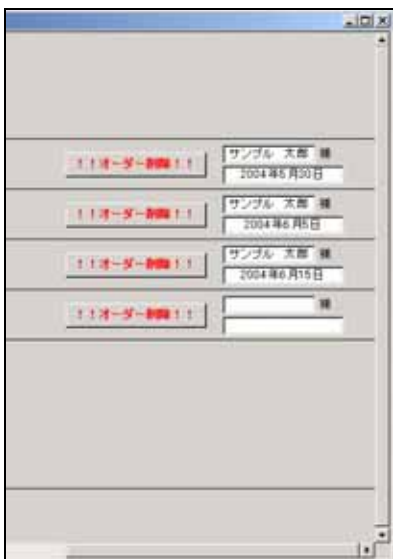 サンプル 太郎 様
！！オーダー削除！！
2004年5月30日
サンプル 太郎 様
！！オーダー削除！！
2004年6月5日
サンプル 太郎 様
！！オーダー削除！！
2004年6月15日
様
！！オーダー削除！！